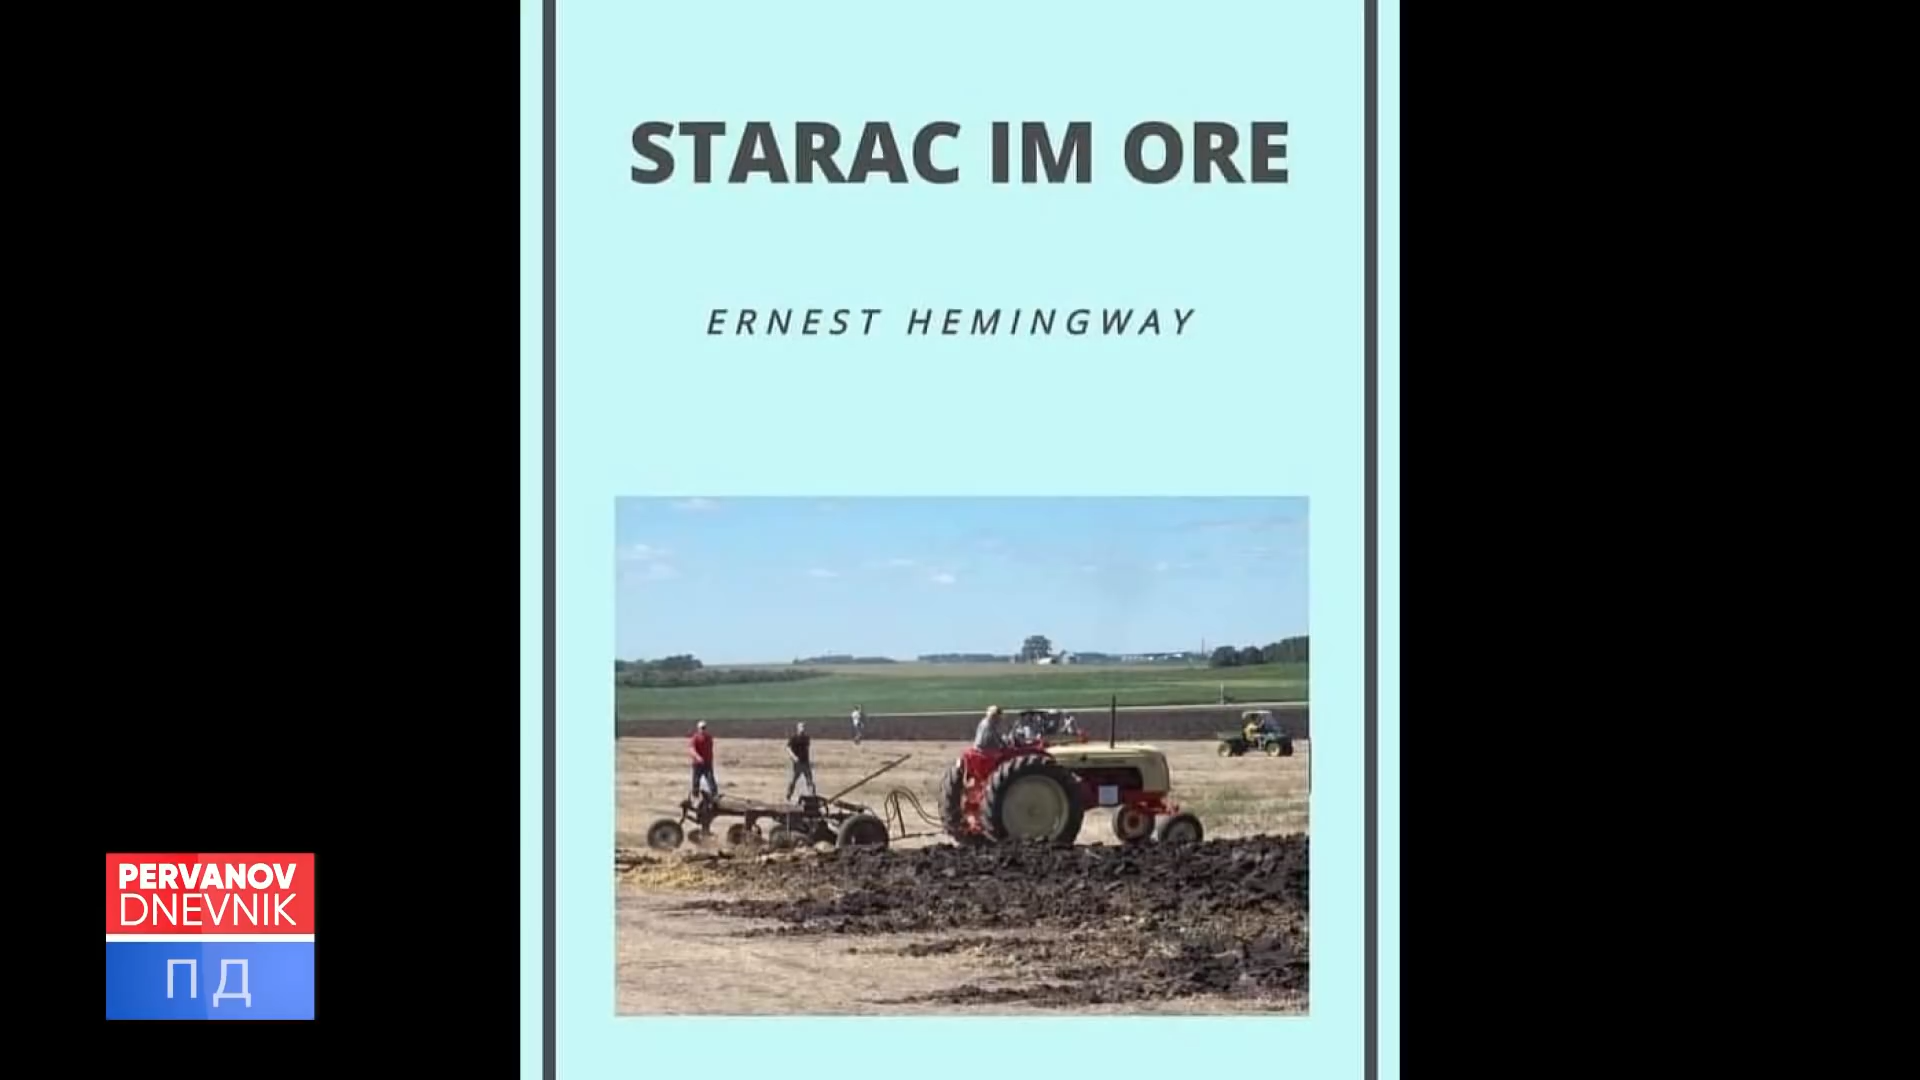 STARAC IM ORE
ERNEST HEMINGWAY
PERVANOV
DNEVNIK
ПД